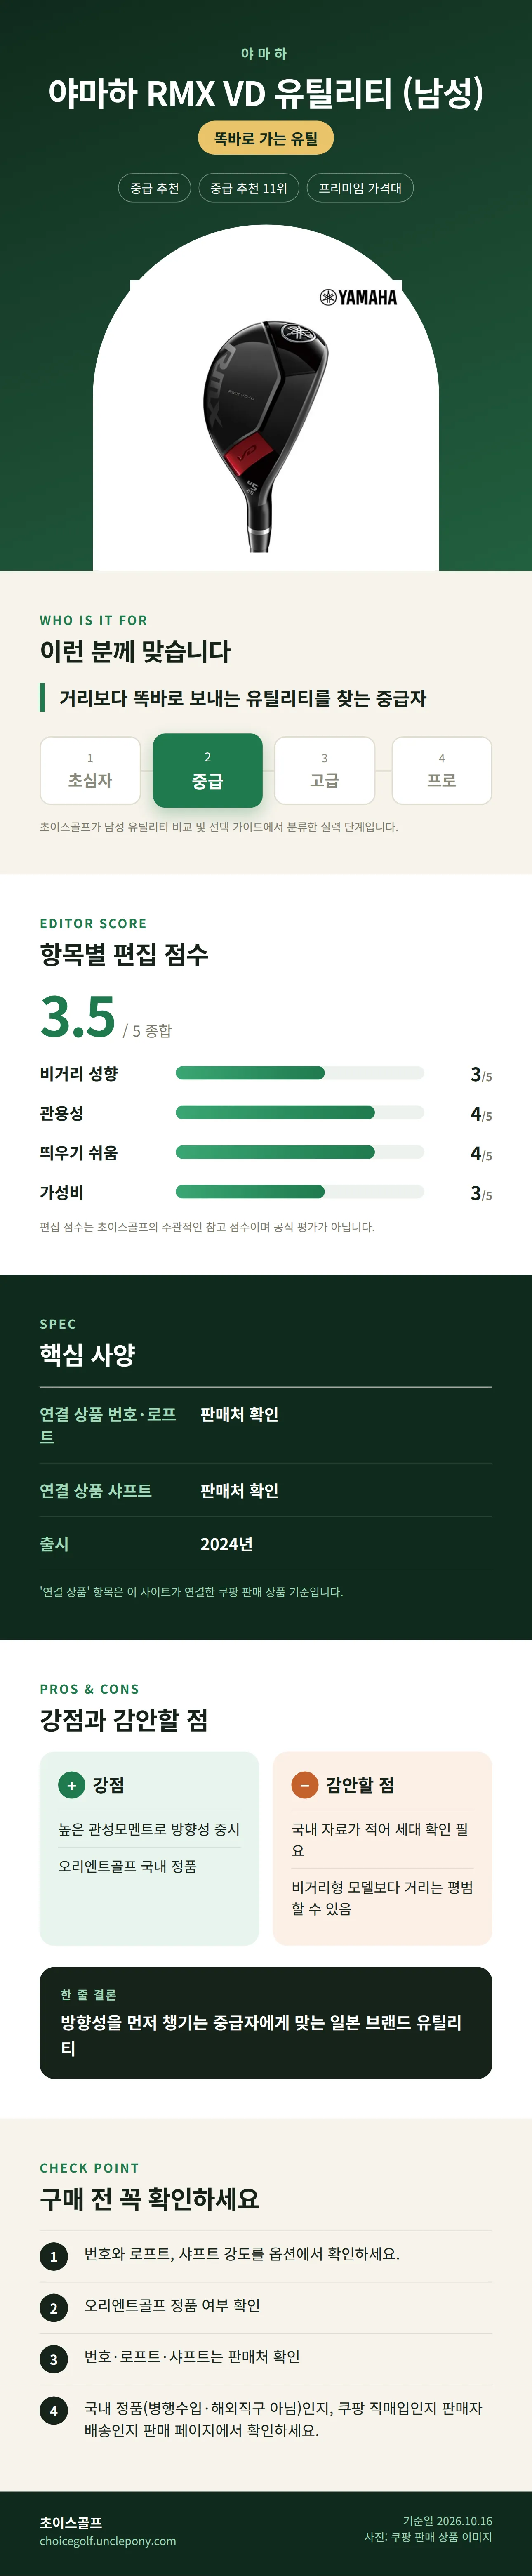 야마하
야마하 RMX VD 유틸리티 (남성)
똑바로 가는 유틸
중급 추천
중급 추천 11위
프리미엄 가격대
YAMAHA
RMX
VD
WHO IS IT FOR
이런 분께 맞습니다
거리보다 똑바로 보내는 유틸리티를 찾는 중급자
1
초심자
2
중급
3
고급
4
프로
초이스골프가 남성 유틸리티 비교 및 선택 가이드에서 분류한 실력 단계입니다.
EDITOR SCORE
항목별 편집 점수
3.5 / 5 종합
비거리 성향 3/5
관용성 4/5
띄우기 쉬움 4/5
가성비 3/5
편집 점수는 초이스골프의 주관적인 참고 점수이며 공식 평가가 아닙니다.
SPEC
핵심 사양
연결 상품 번호·로프 판매처 확인
트
연결 상품 샤프트 판매처 확인
출시 2024년
'연결 상품' 항목은 이 사이트가 연결한 쿠팡 판매 상품 기준입니다.
PROS & CONS
강점과 감안할 점
+ 강점
높은 관성모멘트로 방향성 중시
오리엔트골프 국내 정품
− 감안할 점
국내 자료가 적어 세대 확인 필
요
비거리형 모델보다 거리는 평범
할 수 있음
한 줄 결론
방향성을 먼저 챙기는 중급자에게 맞는 일본 브랜드 유틸리
티
CHECK POINT
구매 전 꼭 확인하세요
1 번호와 로프트, 샤프트 강도를 옵션에서 확인하세요.
2 오리엔트골프 정품 여부 확인
3 번호·로프트·샤프트는 판매처 확인
4 국내 정품(병행수입·해외직구 아님)인지, 쿠팡 직매입인지 판매자
배송인지 판매 페이지에서 확인하세요.
초이스골프
choicegolf.unclepony.com
기준일 2026.10.16
사진: 쿠팡 판매 상품 이미지